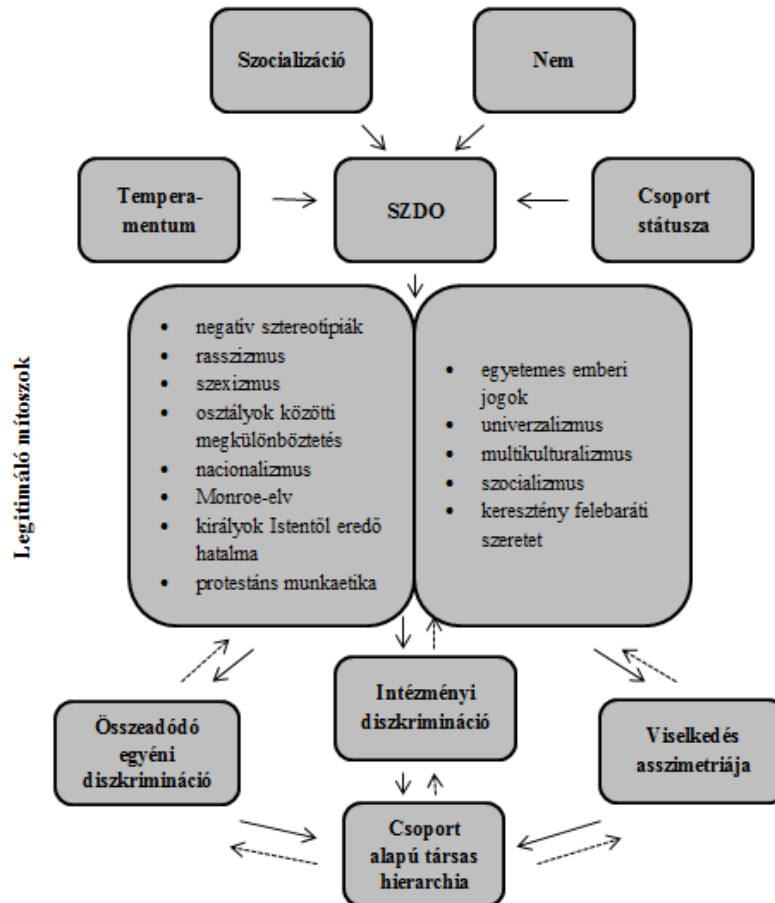 Szocializáció
Nem
Tempera-
mentum
SZDO
Csoport
státusza
Legitimáló mítoszok
• negatív sztereotípiák
• rasszizmus
• szexizmus
• osztályok közötti
megkülönböztetés
• nacionalizmus
• Monroe-elv
• királyok Istentől eredő
hatalma
• protestáns munkaetika
• egyetemes emberi
jogok
• univerzalizmus
• multikulturalizmus
• szocializmus
• keresztény felebaráti
szeretet
Összeadódó
egyéni
diszkrimináció
Intézményi
diszkrimináció
Viselkedés
asszimetriája
Csoport
alapú társas
hierarchia